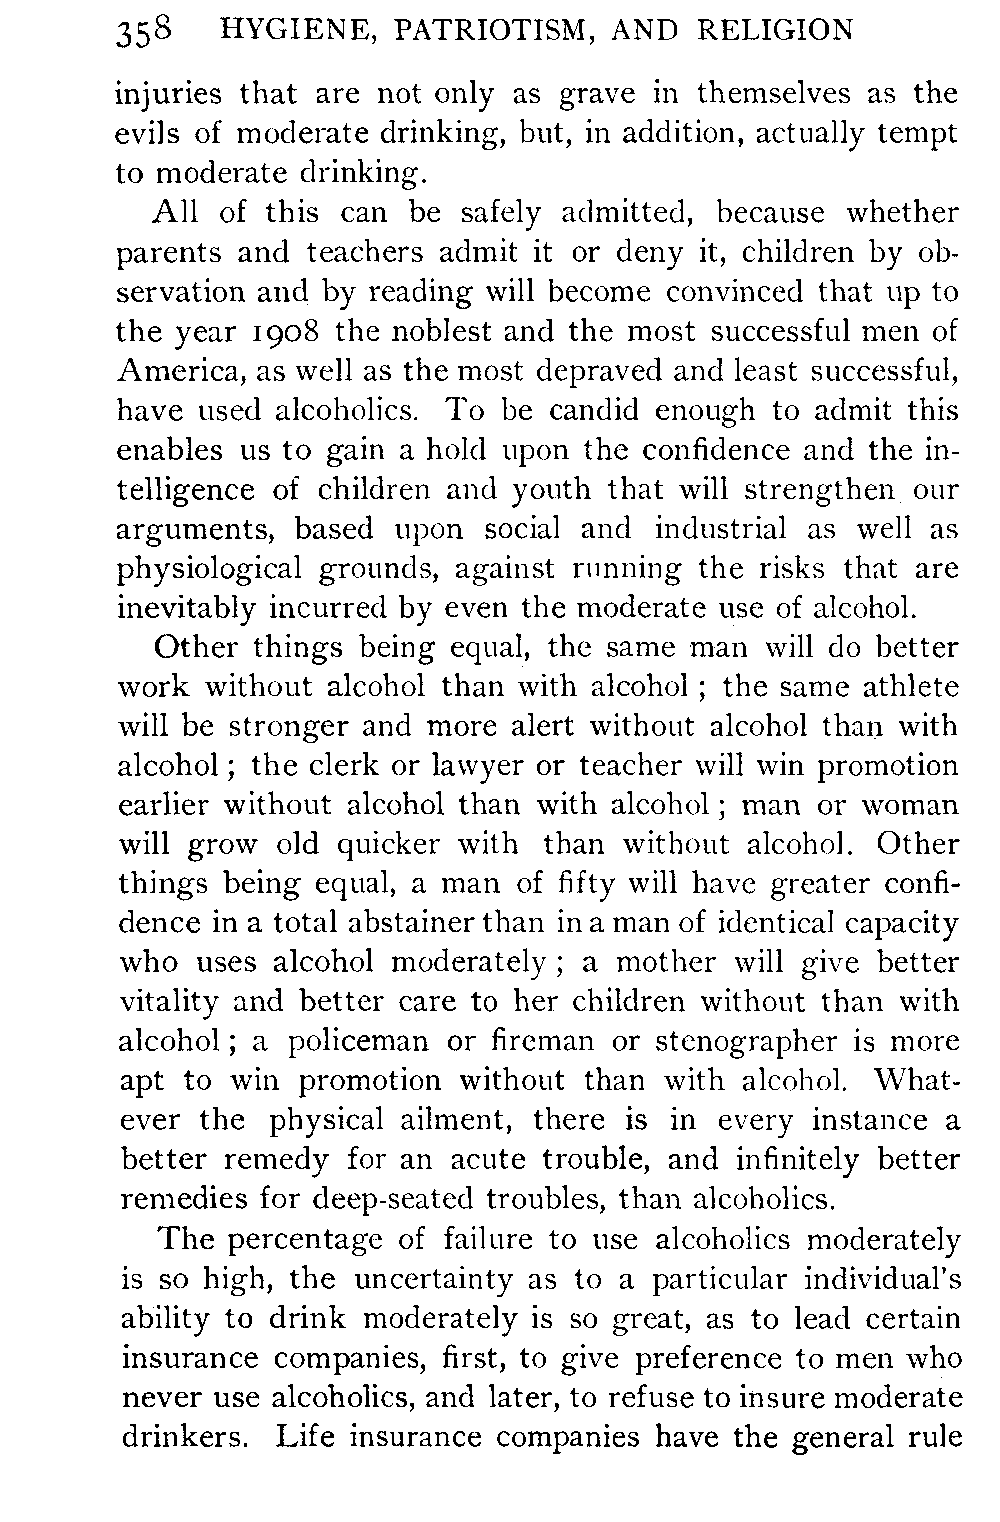 358 HYGIENE, PATRIOTISM, AND RELIGION
injuries that are not only as grave in themselves as the
evils of moderate drinking, but, in addition, actually tempt
to moderate drinking.
All of this can be safely admitted, because whether
parents and teachers admit it or deny it, children by ob-
servation and by reading will become convinced that up to
the year 1908 the noblest and the most successful men of
America, as well as the most depraved and least successful,
have used alcoholics. To be candid enough to admit this
enables us to gain a hold upon the confidence and the in-
telligence of children and youth that will strengthen our
arguments, based upon social and industrial as well as
physiological grounds, against running the risks that are
inevitably incurred by even the moderate use of alcohol.
Other things being equal, the same man will do better
work without alcohol than with alcohol ; the same athlete
will be stronger and more alert without alcohol than with
alcohol ; the clerk or lawyer or teacher will win promotion
earlier without alcohol than with alcohol ; man or woman
will grow old quicker with than without alcohol. Other
things being equal, a man of fifty will have greater confi-
dence in a total abstainer than in a man of identical capacity
who uses alcohol moderately ; a mother will give better
vitality and better care to her children without than with
alcohol ; a policeman or fireman or stenographer is more
apt to win promotion without than with alcohol. What-
ever the physical ailment, there is in every instance a
better remedy for an acute trouble, and infinitely better
remedies for deep-seated troubles, than alcoholics.
The percentage of failure to use alcoholics moderately
is so high, the uncertainty as to a particular individual's
ability to drink moderately is so great, as to lead certain
insurance companies, first, to give preference to men who
never use alcoholics, and later, to refuse to insure moderate
drinkers. Life insurance companies have the general rule